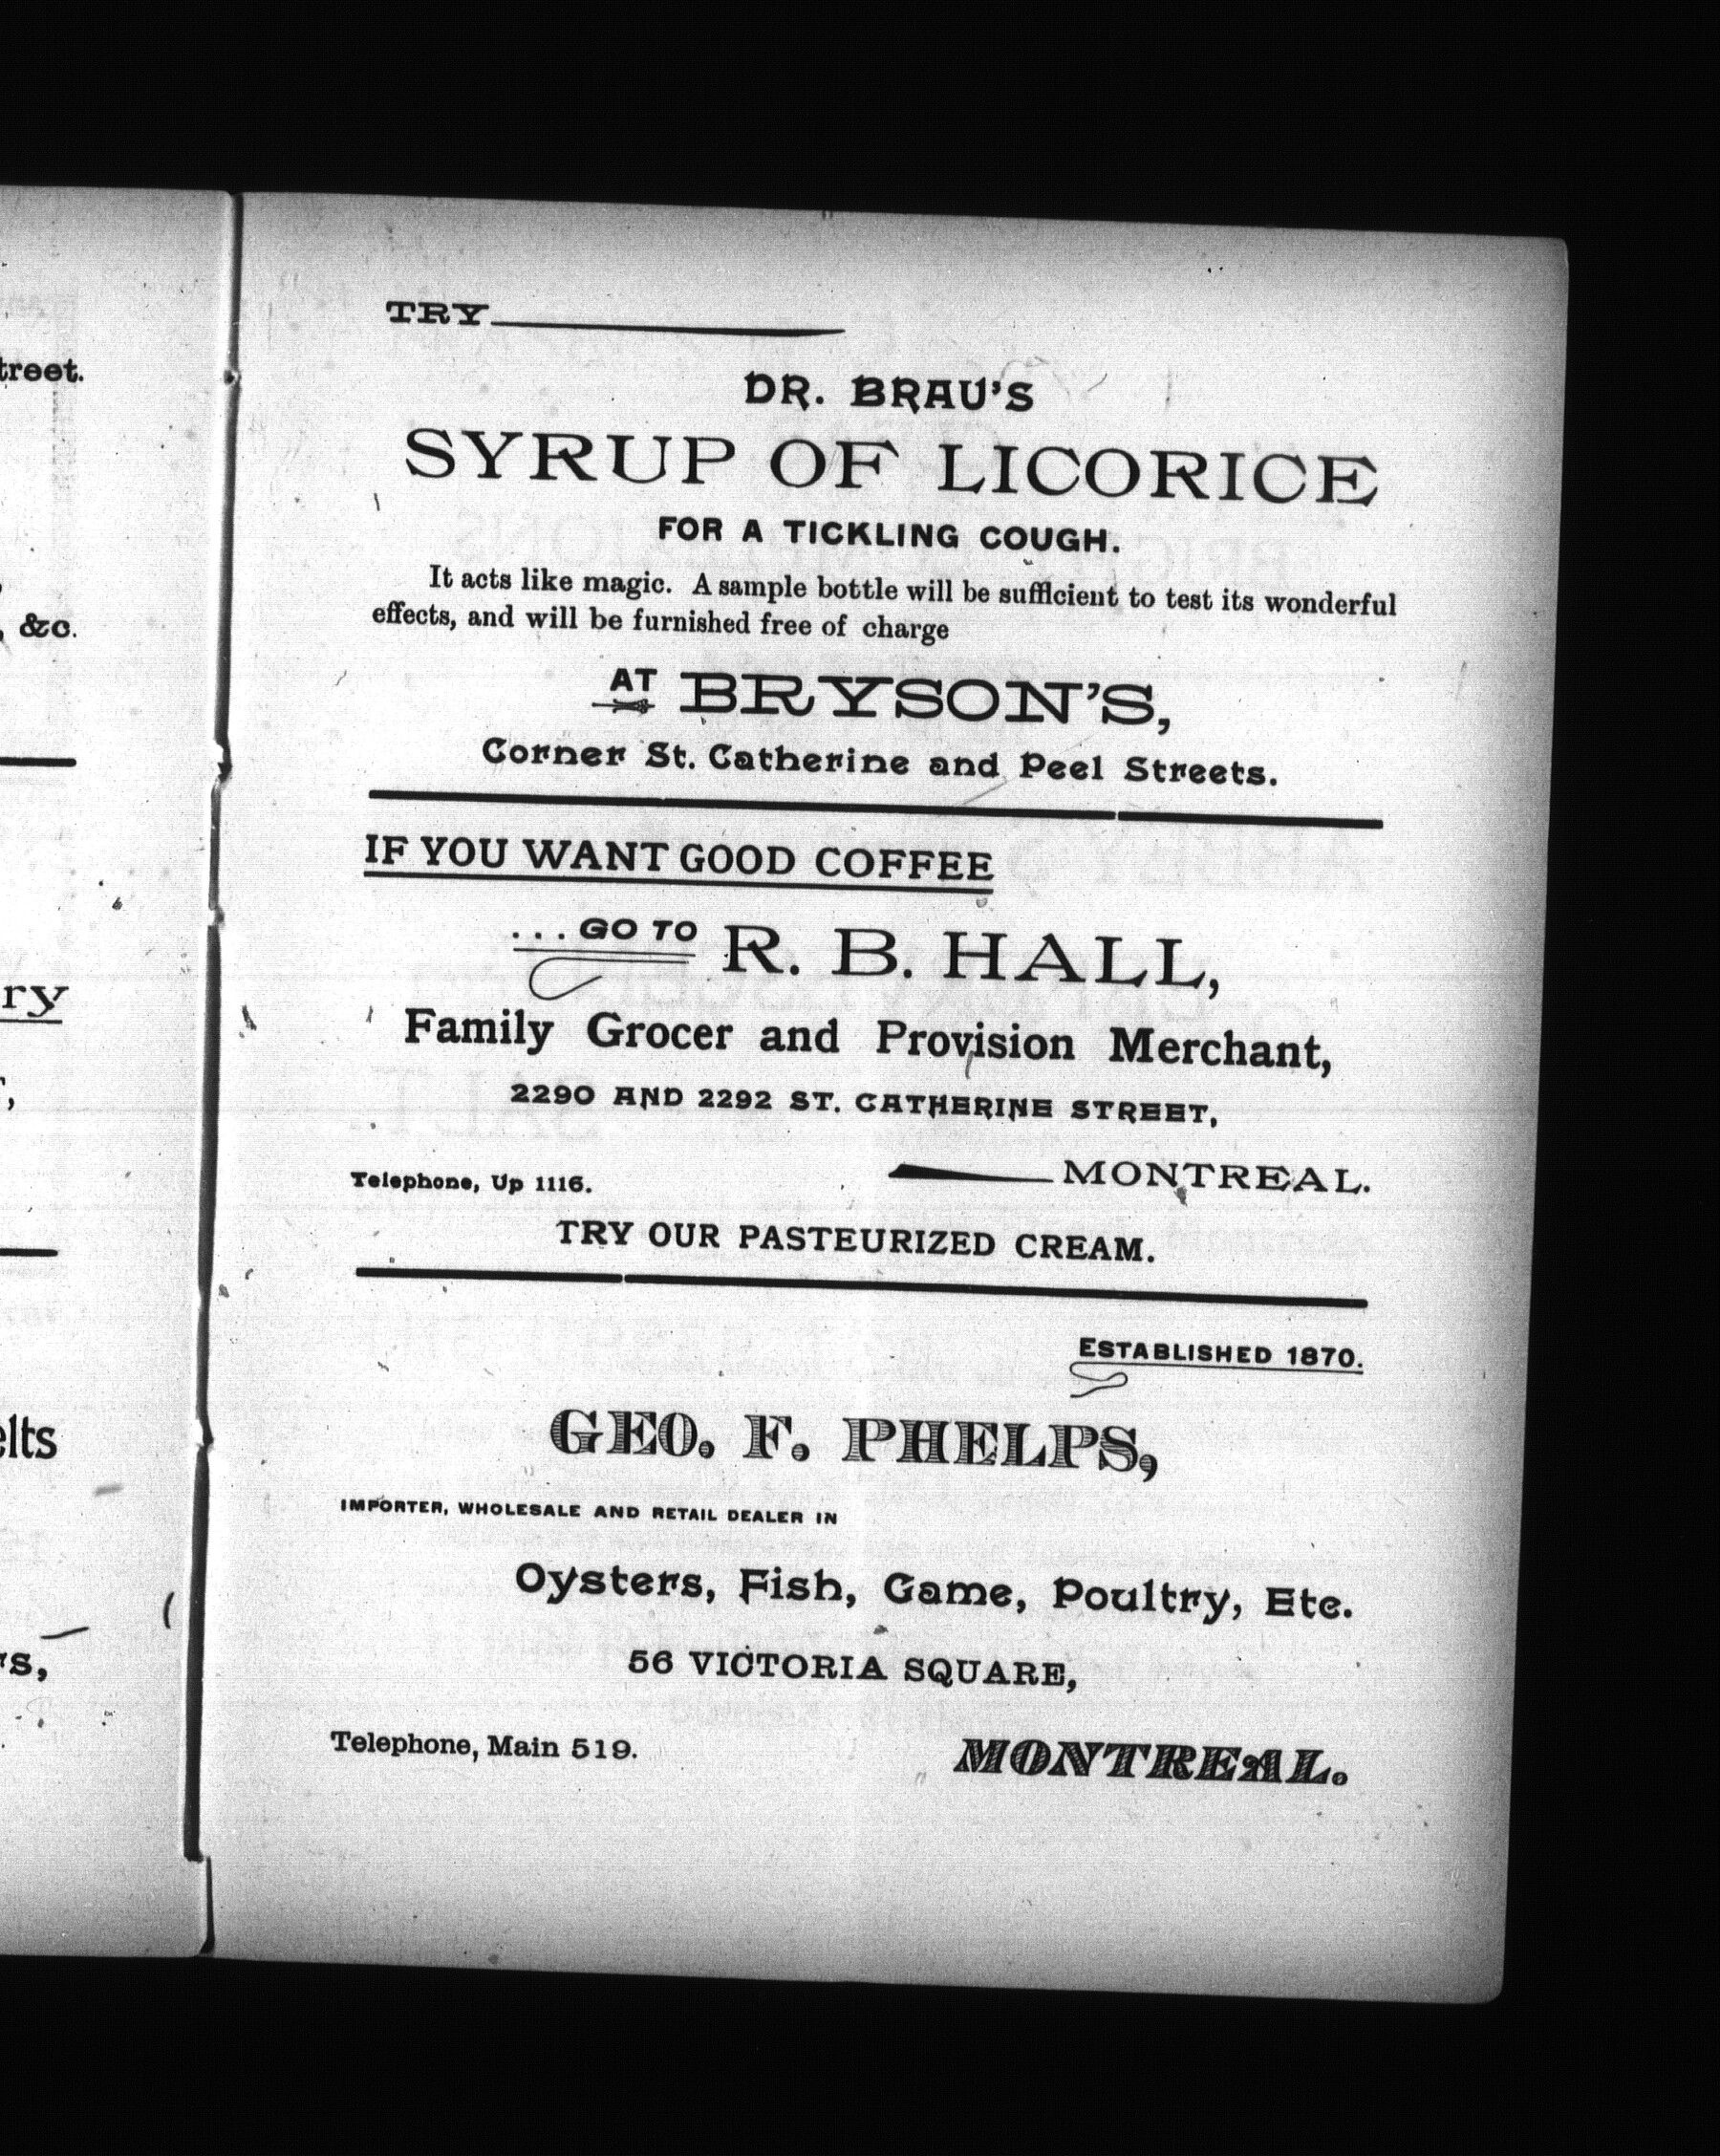 treet.
, &c.
ry
elts
rs,
TRY
DR. BRAU'S
SYRUP OF LICORICE
FOR A TICKLING COUGH.
It acts like magic. A sample bottle will be sufficient to test its wonderful
effects, and will be furnished free of charge
AT BRYSON'S,
Corner St. Catherine and Peel Streets.
IF YOU WANT GOOD COFFEE
... GO TO R. B. HALL,
Family Grocer and Provision Merchant,
2290 AND 2292 ST. CATHERINE STREET,
Telephone, Up 1116. MONTREAL.
TRY OUR PASTEURIZED CREAM.
ESTABLISHED 1870.
GEO. F. PHELPS,
IMPORTER, WHOLESALE AND RETAIL DEALER IN
Oysters, Fish, Game, Poultry, Etc.
56 VICTORIA SQUARE,
Telephone, Main 519. MONTREAL.